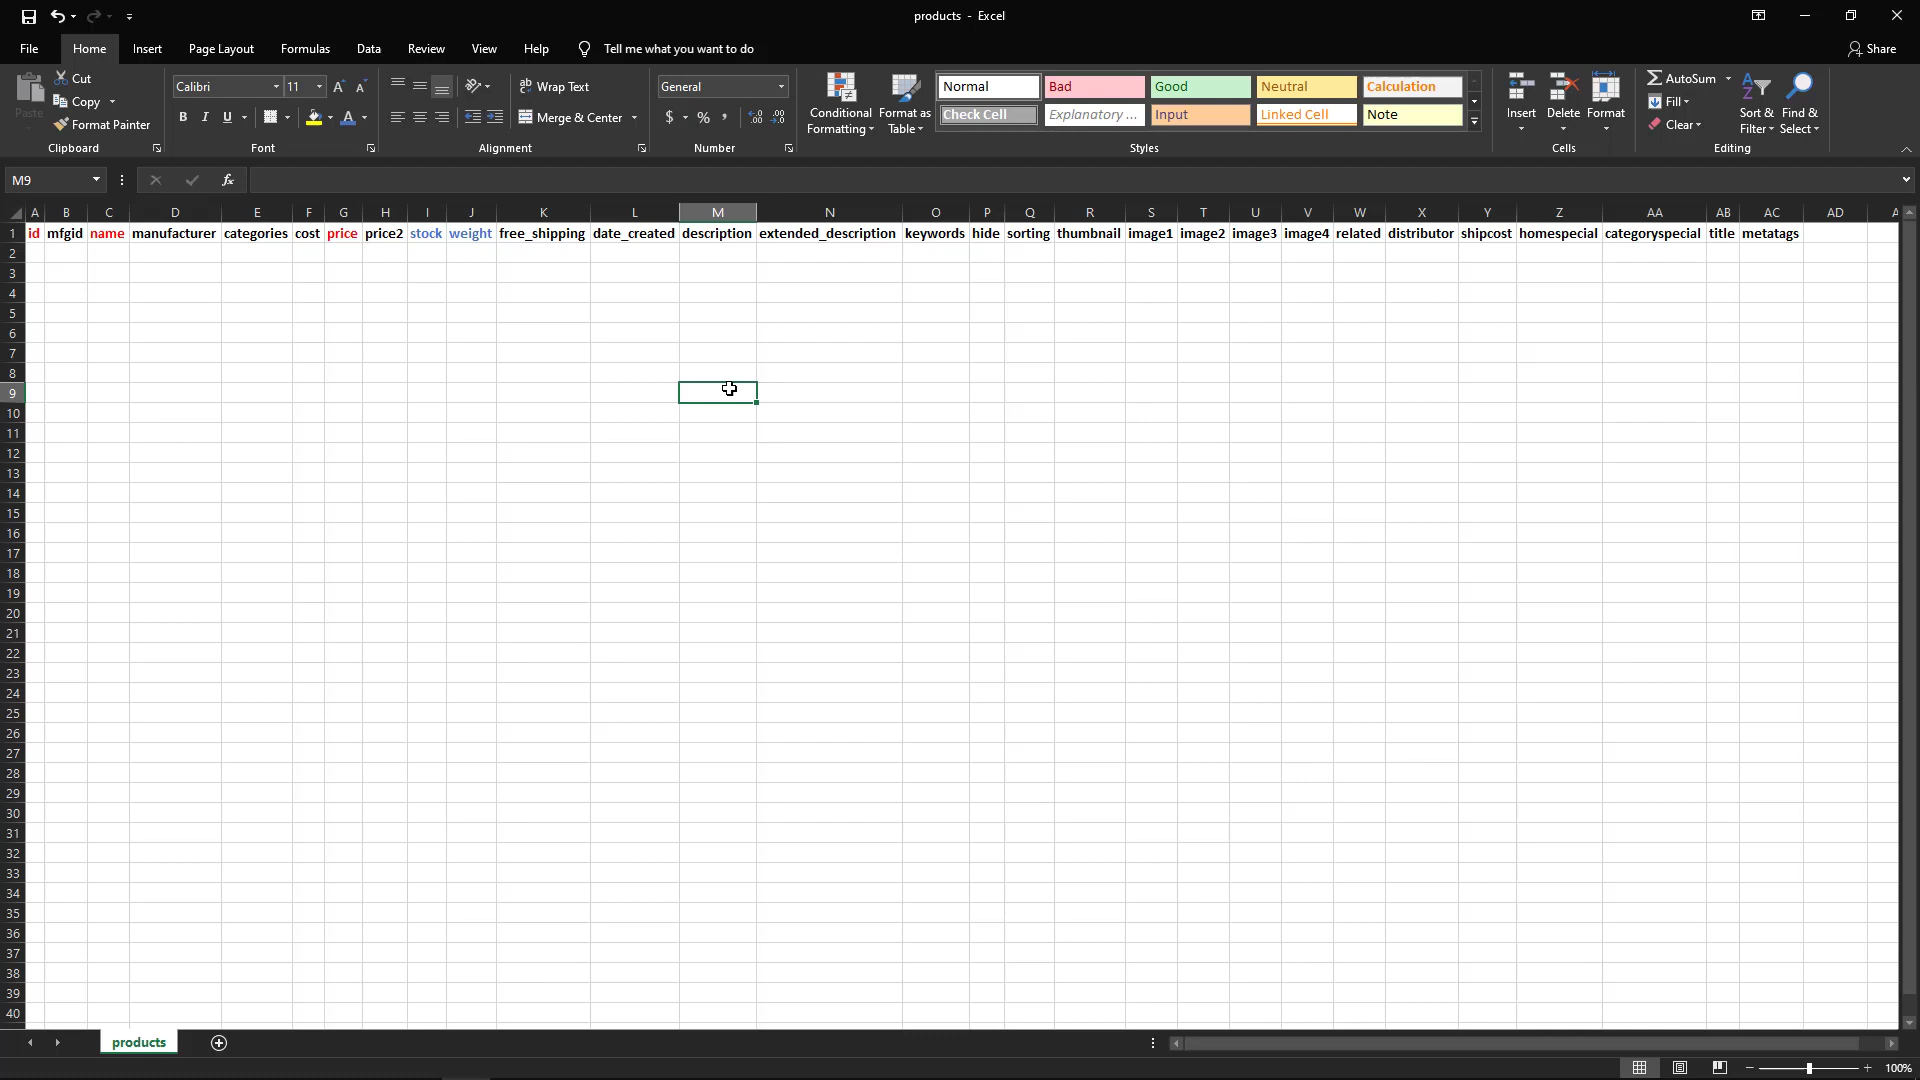 products - Excel
File Home Insert Page Layout Formulas Data Review View Help Tell me what you want to do Share
Paste Cut Copy Format Painter
Calibri 11 A A B I U A
Wrap Text Merge & Center
General $ % ,
Conditional Formatting Format as Table
Normal Bad Good Neutral Calculation
Check Cell Explanatory ... Input Linked Cell Note
Insert Delete Format
AutoSum Fill Clear Sort & Filter Find & Select
Clipboard Font Alignment Number Styles Cells Editing
M9 fx
A B C D E F G H I J K L M N O P Q R S T U V W X Y Z AA AB AC AD
1 id mfgid name manufacturer categories cost price price2 stock weight free_shipping date_created description extended_description keywords hide sorting thumbnail image1 image2 image3 image4 related distributor shipcost homespecial categoryspecial title metatags
2
3
4
5
6
7
8
9
10
11
12
13
14
15
16
17
18
19
20
21
22
23
24
25
26
27
28
29
30
31
32
33
34
35
36
37
38
39
40
products
100%